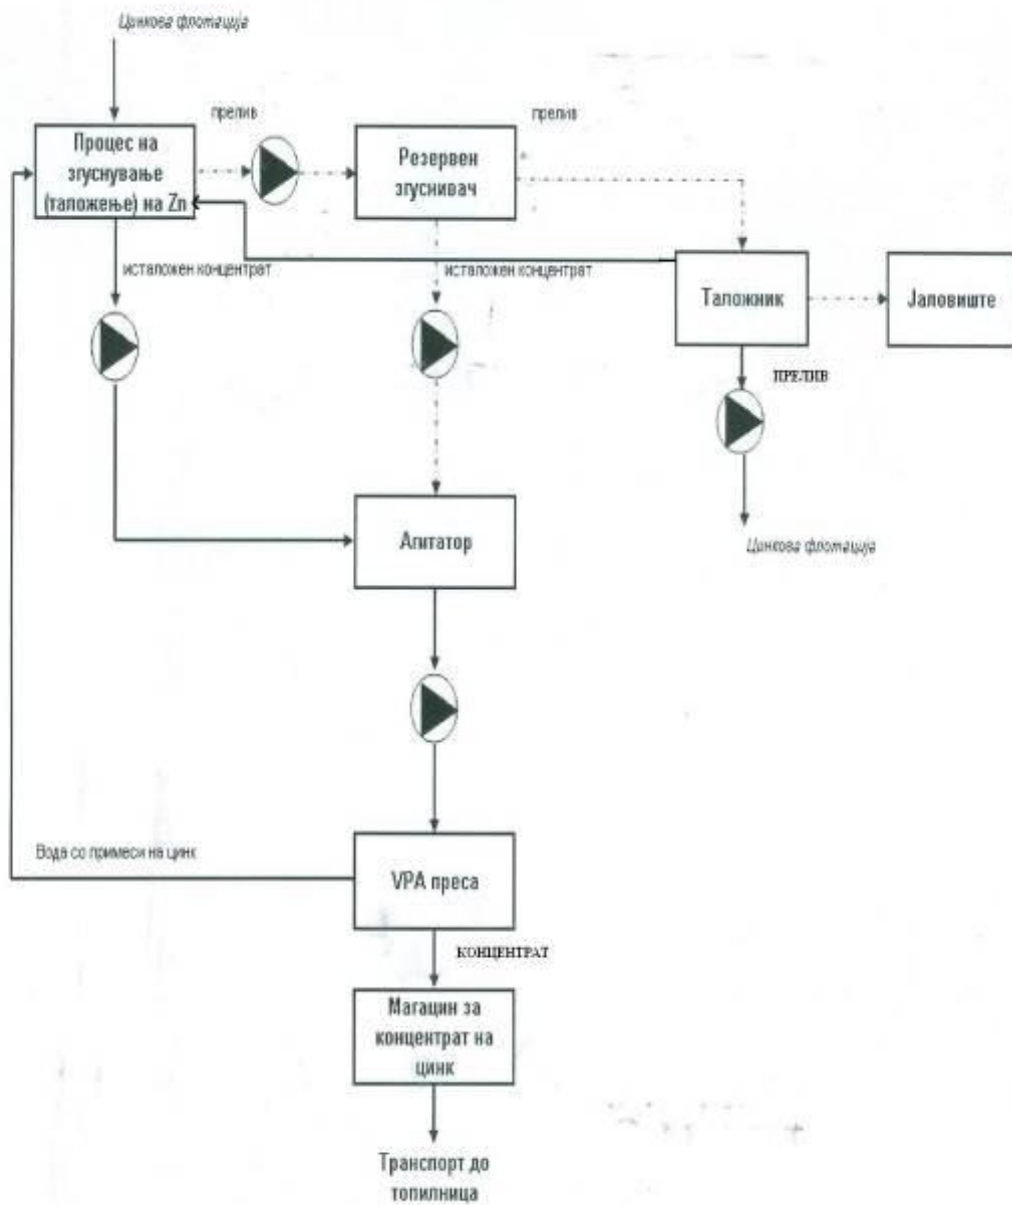 Цинкова флотација
прелив
прелив
Процес на
згуснување
(таложење) на Zn
Резервен
згуснивач
исталожен концентрат
исталожен концентрат
Таложник
Јаловиште
ПРЕЛИВ
Агитатор
Цинкова флотација
Вода со примеси на цинк
VPA преса
КОНЦЕНТРАТ
Магацин за
концентрат на
цинк
Транспорт до
топилница